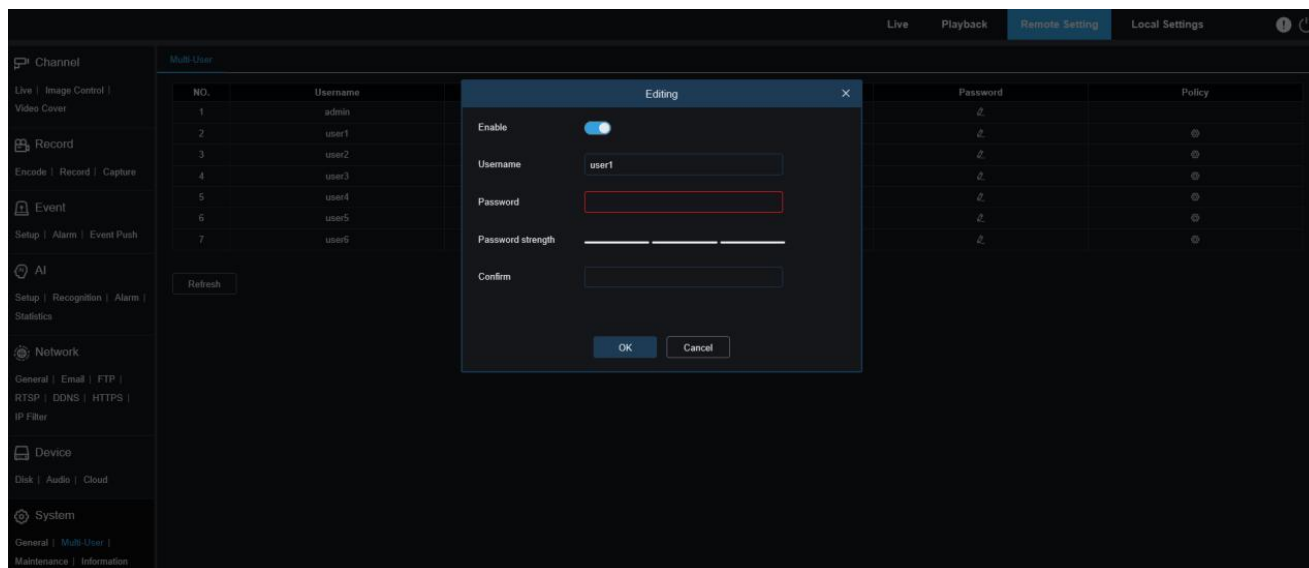 Live Playback Remote Setting Local Settings
Channel
Live | Image Control |
Video Cover
Record
Encode | Record | Capture
Event
Setup | Alarm | Event Push
AI
Setup | Recognition | Alarm |
Statistics
Network
General | Email | FTP |
RTSP | DDNS | HTTPS |
IP Filter
Device
Disk | Audio | Cloud
System
General | Multi-User |
Maintenance | Information
Multi-User
NO. Username Password Policy
1 admin
2 user1
3 user2
4 user3
5 user4
6 user5
7 user6
Refresh
Editing
Enable
Username user1
Password
Password strength
Confirm
OK Cancel